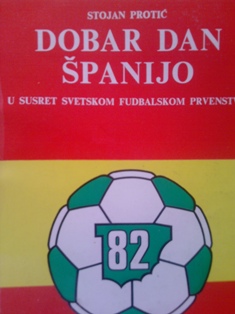 STOJAN PROTIĆ
DOBAR DAN
ŠPANIJO
U SUSRET SVETSKOM FUDBALSKOM PRVENSTV
82